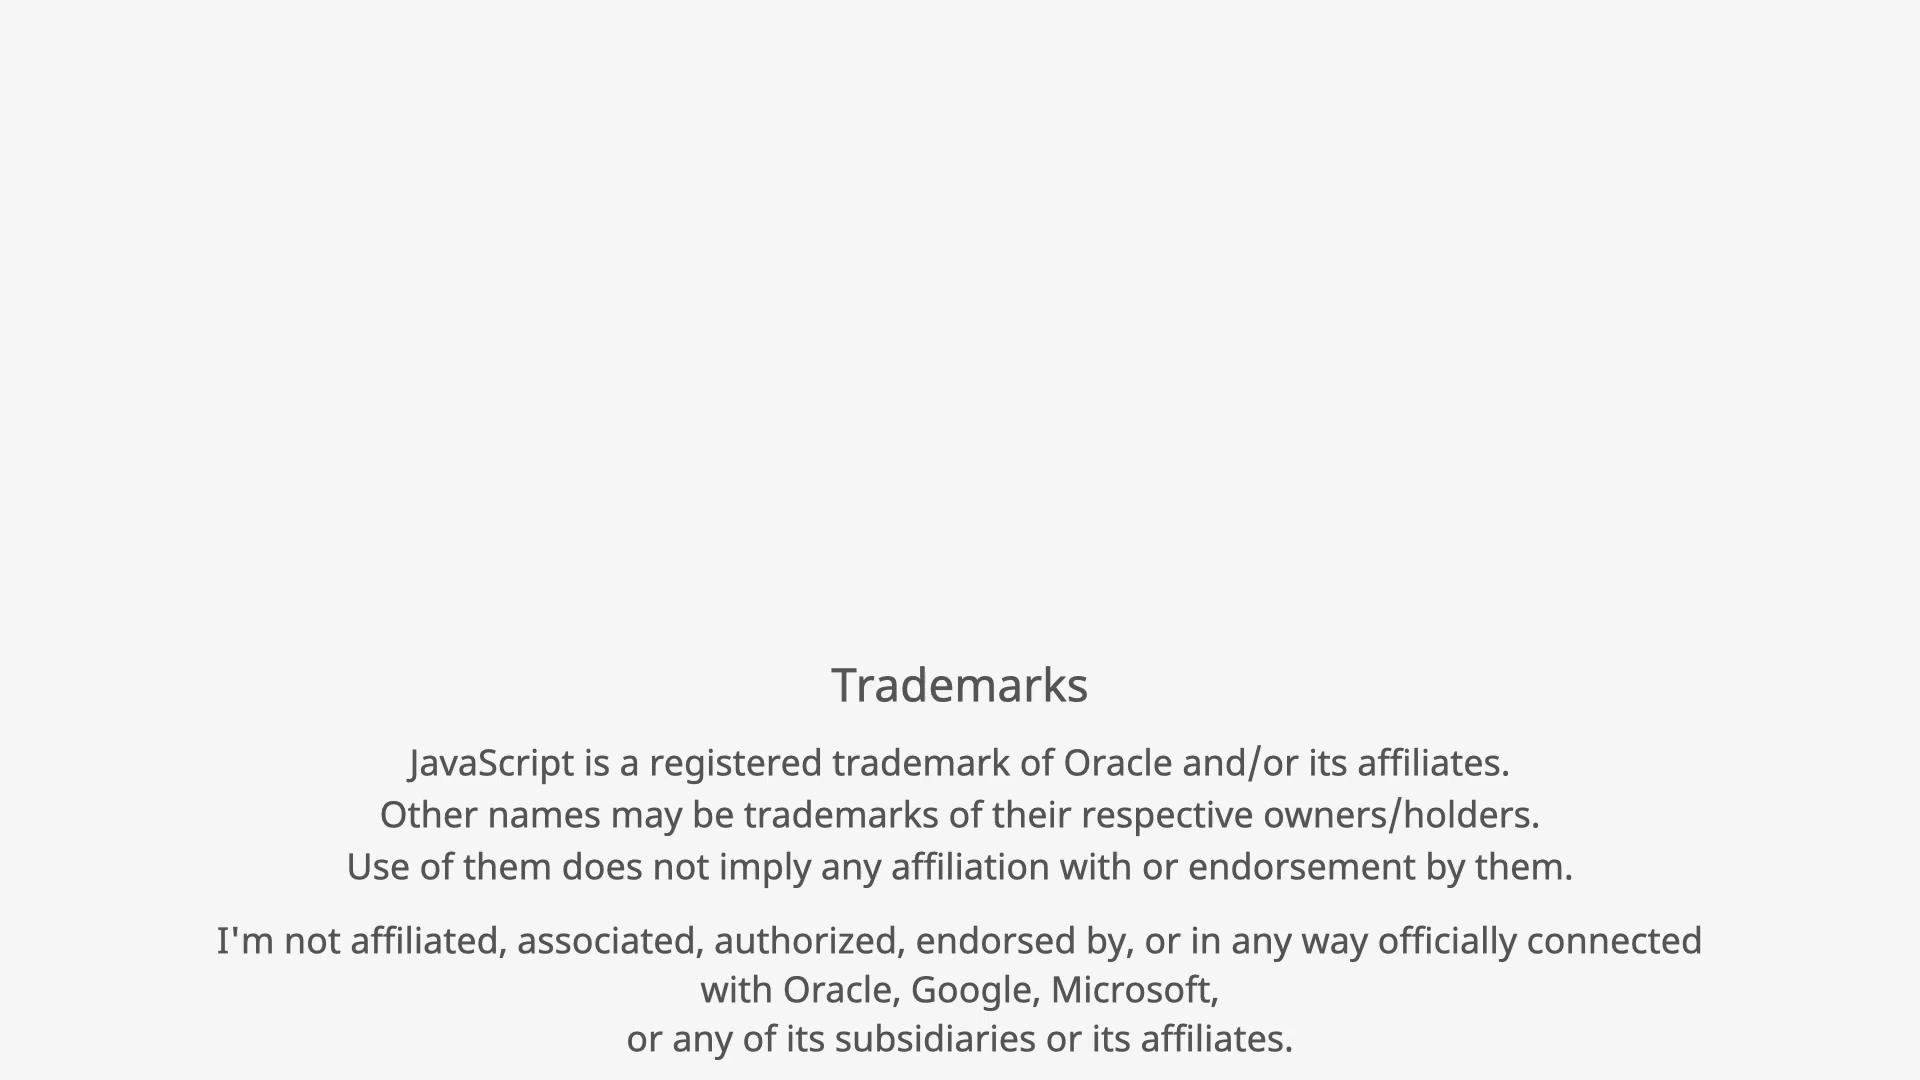 Trademarks
JavaScript is a registered trademark of Oracle and/or its affiliates.
Other names may be trademarks of their respective owners/holders.
Use of them does not imply any affiliation with or endorsement by them.
I'm not affiliated, associated, authorized, endorsed by, or in any way officially connected
with Oracle, Google, Microsoft,
or any of its subsidiaries or its affiliates.